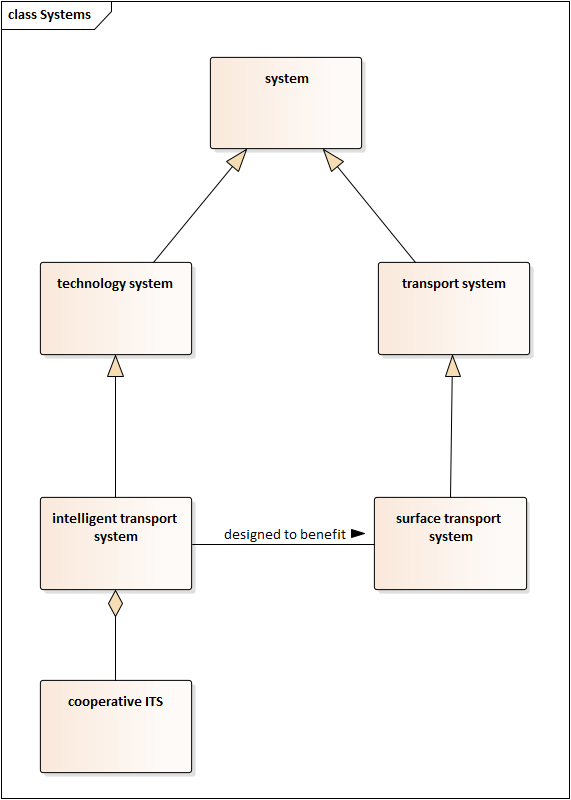 class Systems
system
technology system
transport system
intelligent transport
system
designed to benefit
surface transport
system
cooperative ITS